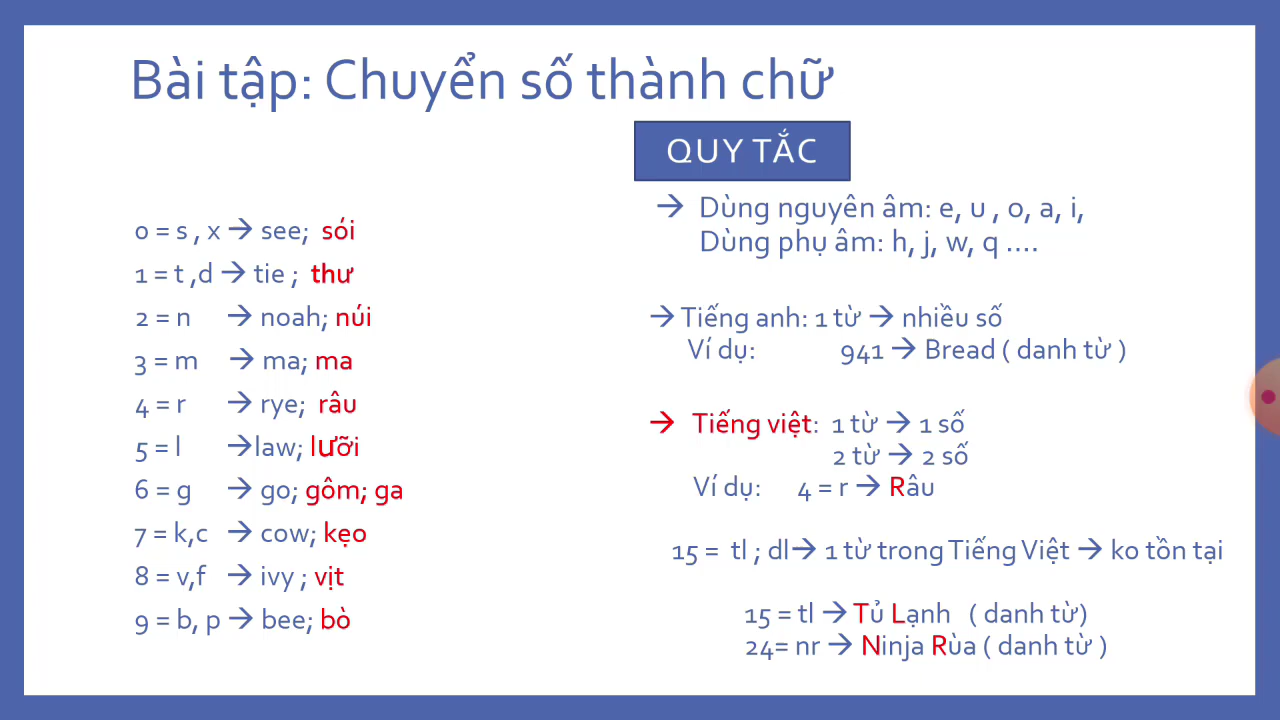 Bài tập: Chuyển số thành chữ
QUY TẮC
0 = s , x → see; sói
1 = t ,d → tie ; thư
2 = n → noah; núi
3 = m → ma; ma
4 = r → rye; râu
5 = l →law; lưỡi
6 = g → go; gôm; ga
7 = k,c → cow; kẹo
8 = v,f → ivy ; vịt
9 = b, p → bee; bò
→ Dùng nguyên âm: e, u , o, a, i,
Dùng phụ âm: h, j, w, q ....
→ Tiếng anh: 1 từ → nhiều số
Ví dụ: 941 → Bread ( danh từ )
→ Tiếng việt: 1 từ → 1 số
2 từ → 2 số
Ví dụ: 4 = r → Râu
15 = tl ; dl→ 1 từ trong Tiếng Việt → ko tồn tại
15 = tl → Tủ Lạnh ( danh từ)
24= nr → Ninja Rùa ( danh từ )